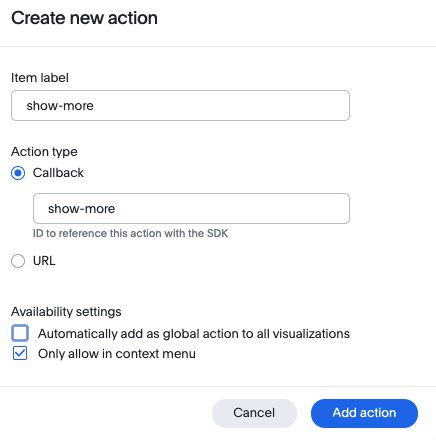 Create new action
Item label
show-more
Action type
Callback
show-more
ID to reference this action with the SDK
URL
Availability settings
Automatically add as global action to all visualizations
Only allow in context menu
Cancel Add action